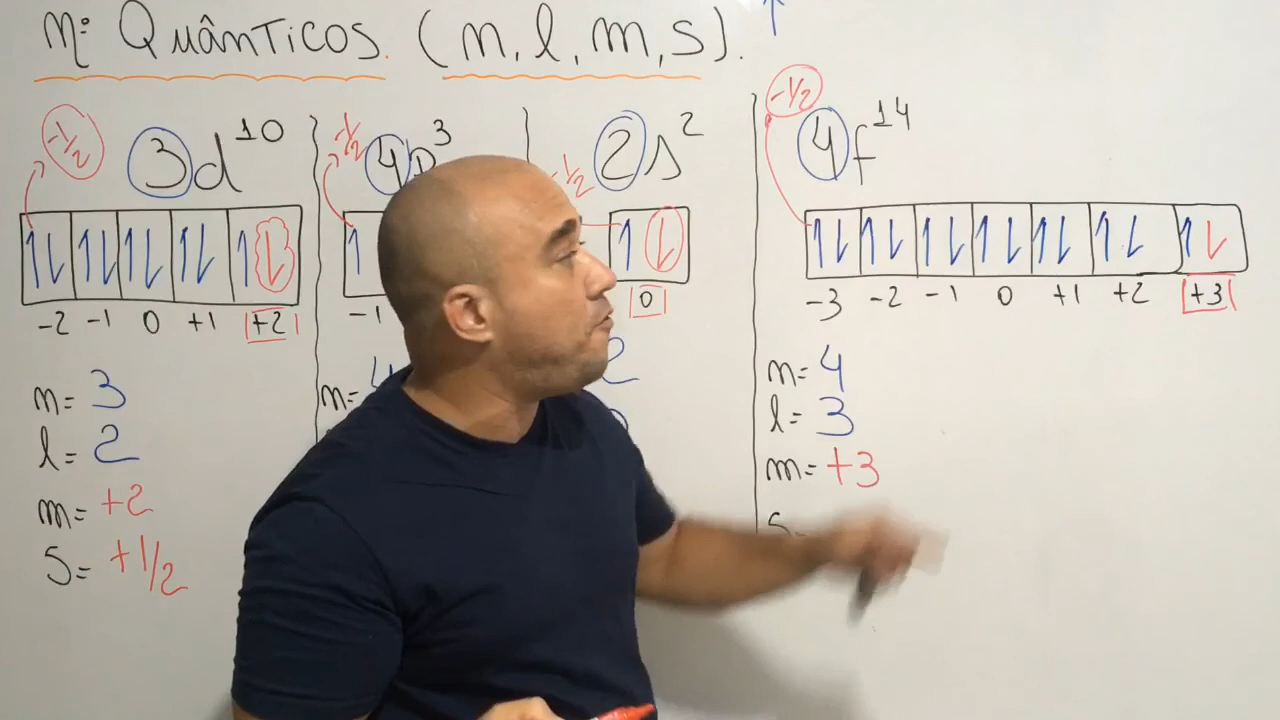 Nº Quânticos. (n, l, m, s).
-1/2
3d¹⁰
↑↓ ↑↓ ↑↓ ↑↓ ↑↓
-2 -1 0 +1 +2
n= 3
l= 2
m= +2
S= +1/2
-1/2
4p³
↑
-1
n=
-1/2
2s²
↑↓
0
2
-1/2
4f¹⁴
↑↓ ↑↓ ↑↓ ↑↓ ↑↓ ↑↓ ↑↓
-3 -2 -1 0 +1 +2 +3
n= 4
l= 3
m= +3
S=